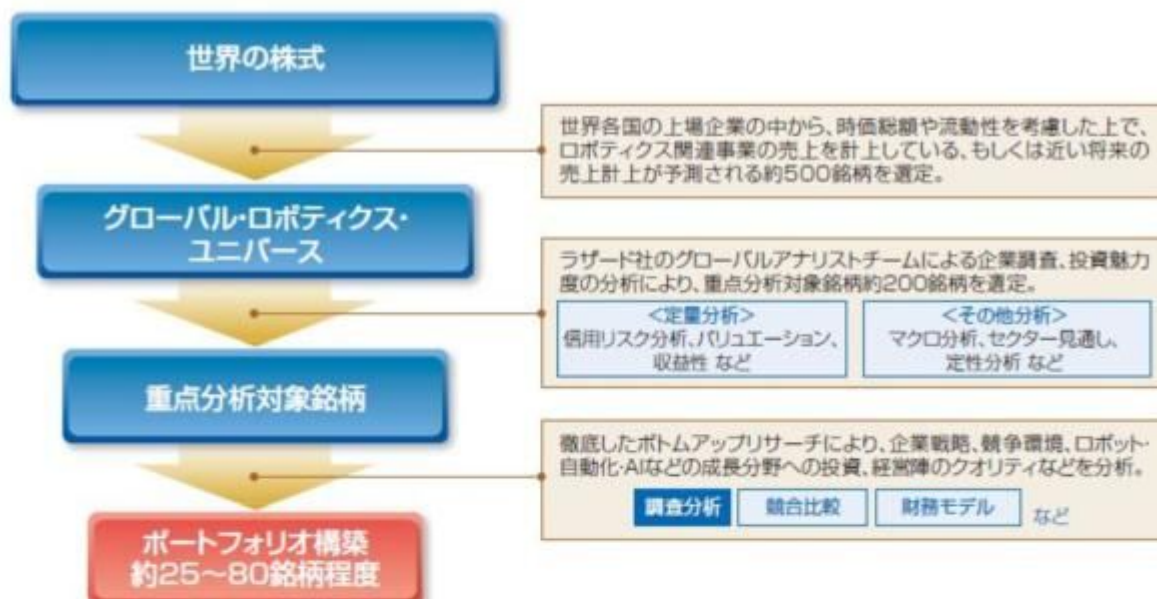 世界の株式
世界各国の上場企業の中から、時価総額や流動性を考慮した上で、
ロボティクス関連事業の売上を計上している、もしくは近い将来の
売上計上が予測される約500銘柄を選定。
グローバル・ロボティクス・
ユニバース
ラザード社のグローバルアナリストチームによる企業調査、投資魅力
度の分析により、重点分析対象銘柄約200銘柄を選定。
<定量分析>
信用リスク分析、バリュエーション、
収益性 など
<その他分析>
マクロ分析、セクター見通し、
定性分析 など
重点分析対象銘柄
徹底したボトムアップリサーチにより、企業戦略、競争環境、ロボット・
自動化・AIなどの成長分野への投資、経営陣のクオリティなどを分析。
調査分析
競合比較
財務モデル
など
ポートフォリオ構築
約25~80銘柄程度